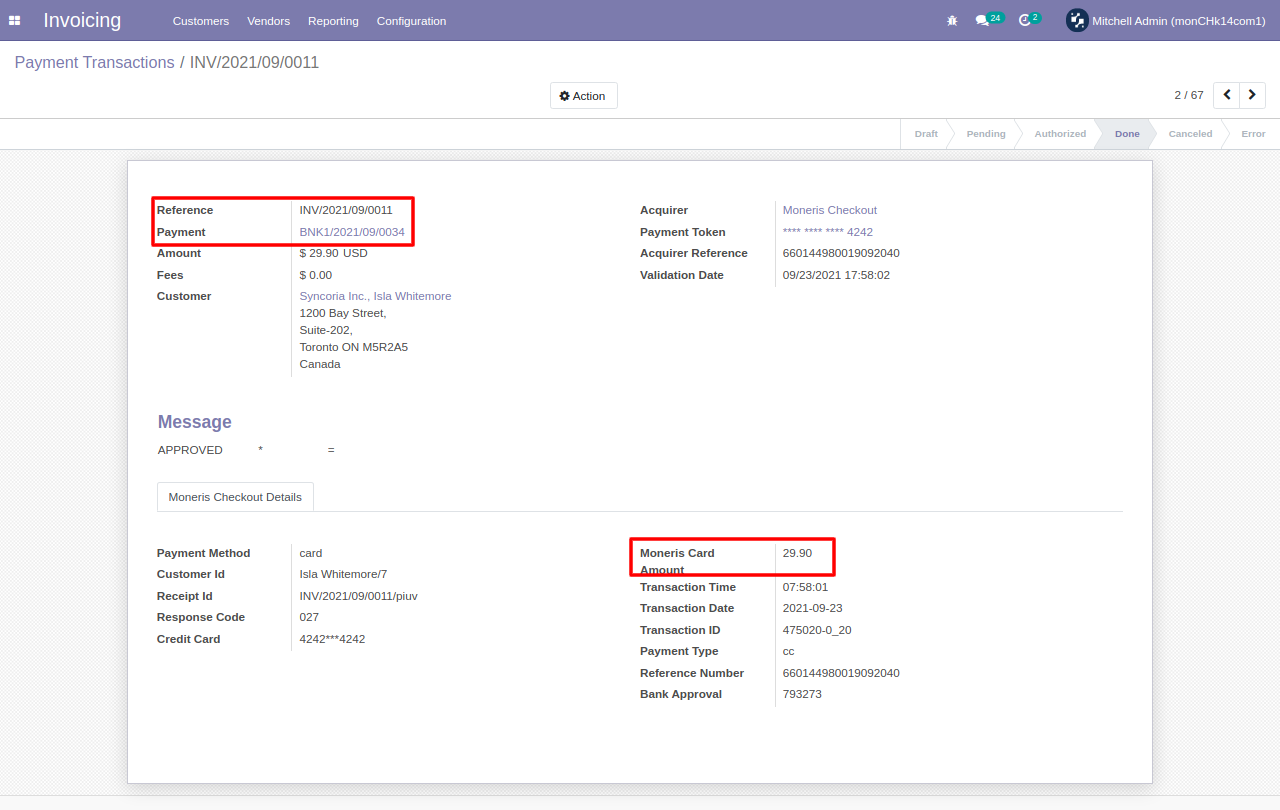 Invoicing Customers Vendors Reporting Configuration 24 2 Mitchell Admin (monCHk14com1)
Payment Transactions / INV/2021/09/0011
Action 2 / 67
Draft Pending Authorized Done Canceled Error
Reference INV/2021/09/0011
Payment BNK1/2021/09/0034
Amount $ 29.90 USD
Fees $ 0.00
Customer Syncoria Inc., Isla Whitemore
1200 Bay Street,
Suite-202,
Toronto ON M5R2A5
Canada
Acquirer Moneris Checkout
Payment Token **** **** **** 4242
Acquirer Reference 660144980019092040
Validation Date 09/23/2021 17:58:02
Message
APPROVED * =
Moneris Checkout Details
Payment Method card
Customer Id Isla Whitemore/7
Receipt Id INV/2021/09/0011/piuv
Response Code 027
Credit Card 4242***4242
Moneris Card 29.90
Amount
Transaction Time 07:58:01
Transaction Date 2021-09-23
Transaction ID 475020-0_20
Payment Type cc
Reference Number 660144980019092040
Bank Approval 793273